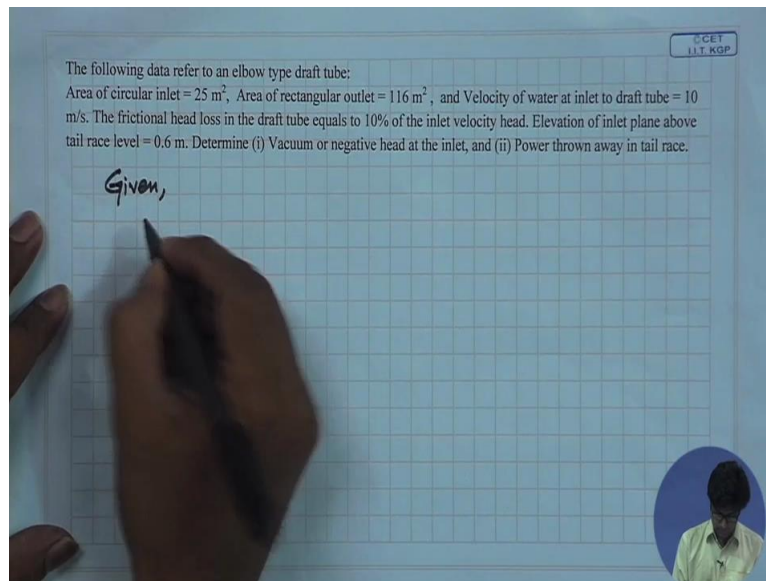 ©CET
I.I.T. KGP
The following data refer to an elbow type draft tube:
Area of circular inlet = 25 m², Area of rectangular outlet = 116 m², and Velocity of water at inlet to draft tube = 10
m/s. The frictional head loss in the draft tube equals to 10% of the inlet velocity head. Elevation of inlet plane above
tail race level = 0.6 m. Determine (i) Vacuum or negative head at the inlet, and (ii) Power thrown away in tail race.
Given,